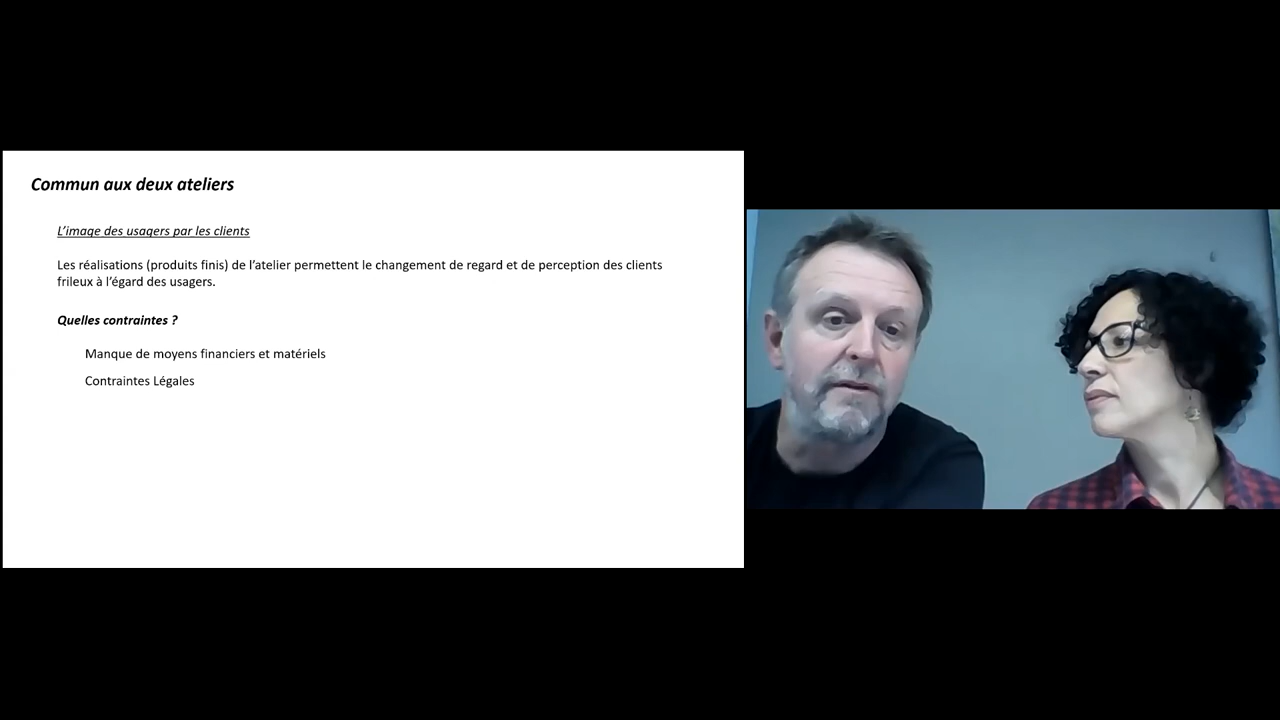 Commun aux deux ateliers
L'image des usagers par les clients
Les réalisations (produits finis) de l'atelier permettent le changement de regard et de perception des clients
frileux à l'égard des usagers.
Quelles contraintes ?
Manque de moyens financiers et matériels
Contraintes Légales